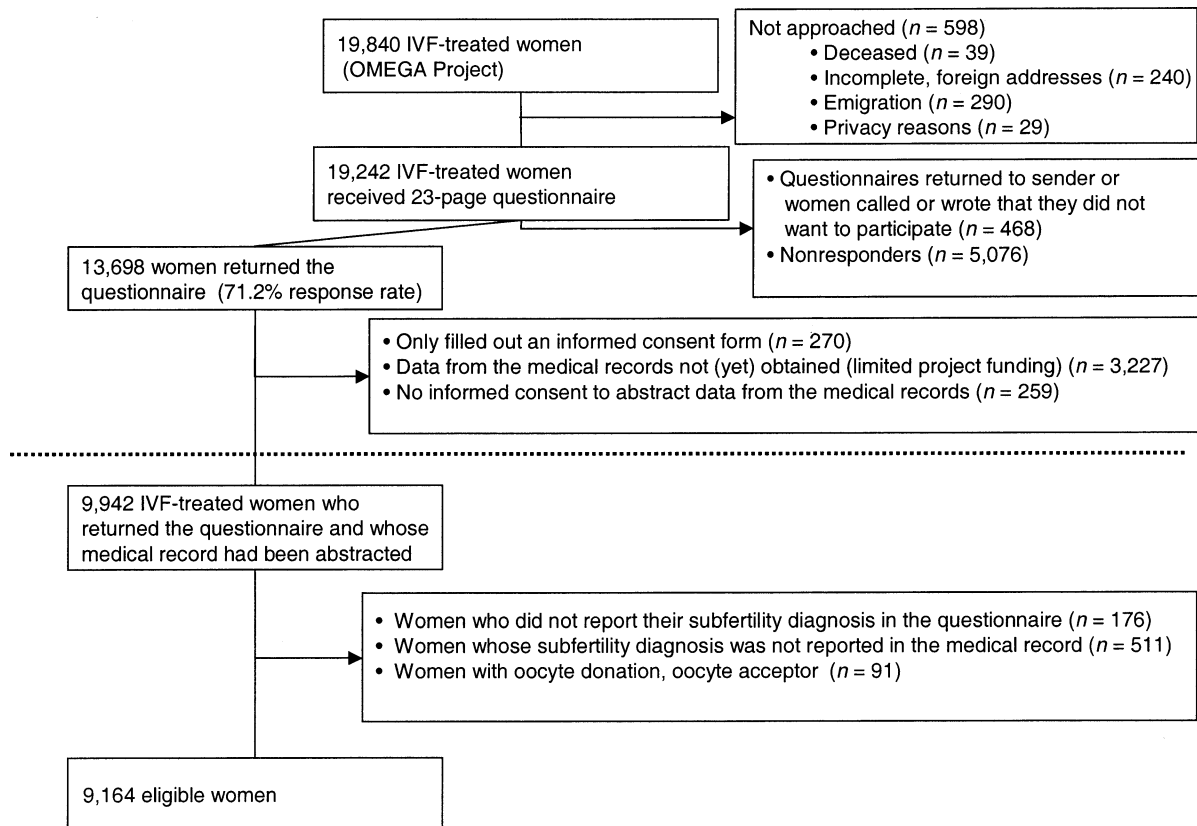 19,840 IVF-treated women
(OMEGA Project)
Not approached (n = 598)
• Deceased (n = 39)
• Incomplete, foreign addresses (n = 240)
• Emigration (n = 290)
• Privacy reasons (n = 29)
19,242 IVF-treated women
received 23-page questionnaire
• Questionnaires returned to sender or
women called or wrote that they did not
want to participate (n = 468)
• Nonresponders (n = 5,076)
13,698 women returned the
questionnaire (71.2% response rate)
• Only filled out an informed consent form (n = 270)
• Data from the medical records not (yet) obtained (limited project funding) (n = 3,227)
• No informed consent to abstract data from the medical records (n = 259)
9,942 IVF-treated women who
returned the questionnaire and whose
medical record had been abstracted
• Women who did not report their subfertility diagnosis in the questionnaire (n = 176)
• Women whose subfertility diagnosis was not reported in the medical record (n = 511)
• Women with oocyte donation, oocyte acceptor (n = 91)
9,164 eligible women